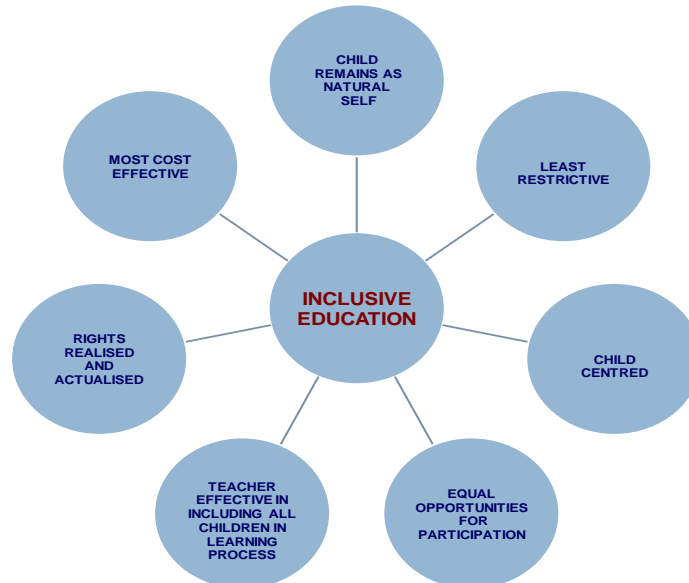 CHILD
REMAINS AS
NATURAL
SELF
MOST COST
EFFECTIVE
LEAST
RESTRICTIVE
INCLUSIVE
EDUCATION
RIGHTS
REALISED
AND
ACTUALISED
CHILD
CENTRED
TEACHER
EFFECTIVE IN
INCLUDING ALL
CHILDREN IN
LEARNING
PROCESS
EQUAL
OPPORTUNITIES
FOR
PARTICIPATION